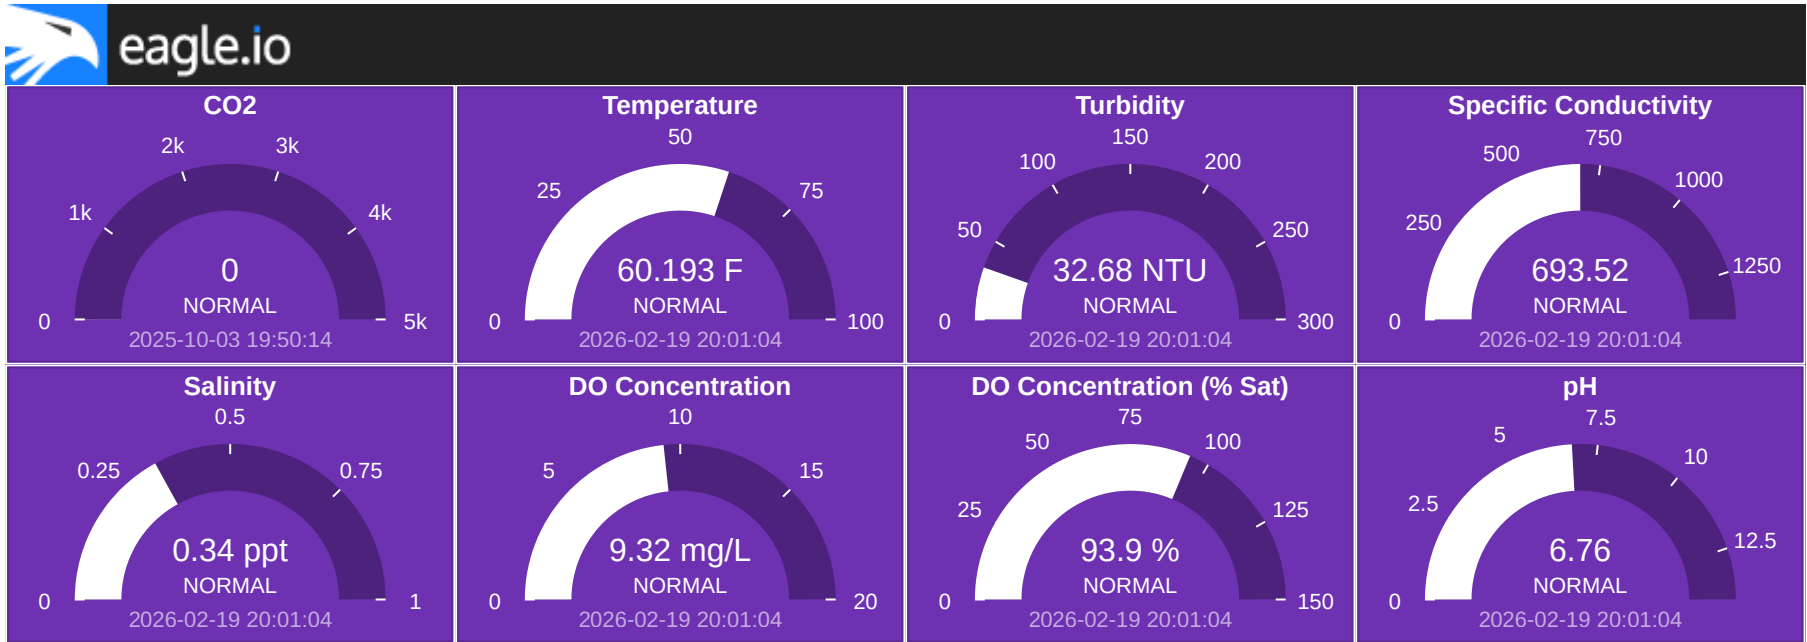 eagle.io
CO2
2k
3k
1k
4k
0
NORMAL
0
5k
2025-10-03 19:50:14
Temperature
50
25
75
60.193 F
NORMAL
0
100
2026-02-19 20:01:04
Turbidity
150
100
200
50
250
32.68 NTU
NORMAL
0
300
2026-02-19 20:01:04
Specific Conductivity
750
500
1000
250
1250
693.52
NORMAL
0
2026-02-19 20:01:04
Salinity
0.5
0.25
0.75
0.34 ppt
NORMAL
0
1
2026-02-19 20:01:04
DO Concentration
10
5
15
9.32 mg/L
NORMAL
0
20
2026-02-19 20:01:04
DO Concentration (% Sat)
75
50
100
25
125
93.9 %
NORMAL
0
150
2026-02-19 20:01:04
pH
7.5
5
10
2.5
12.5
6.76
NORMAL
0
2026-02-19 20:01:04